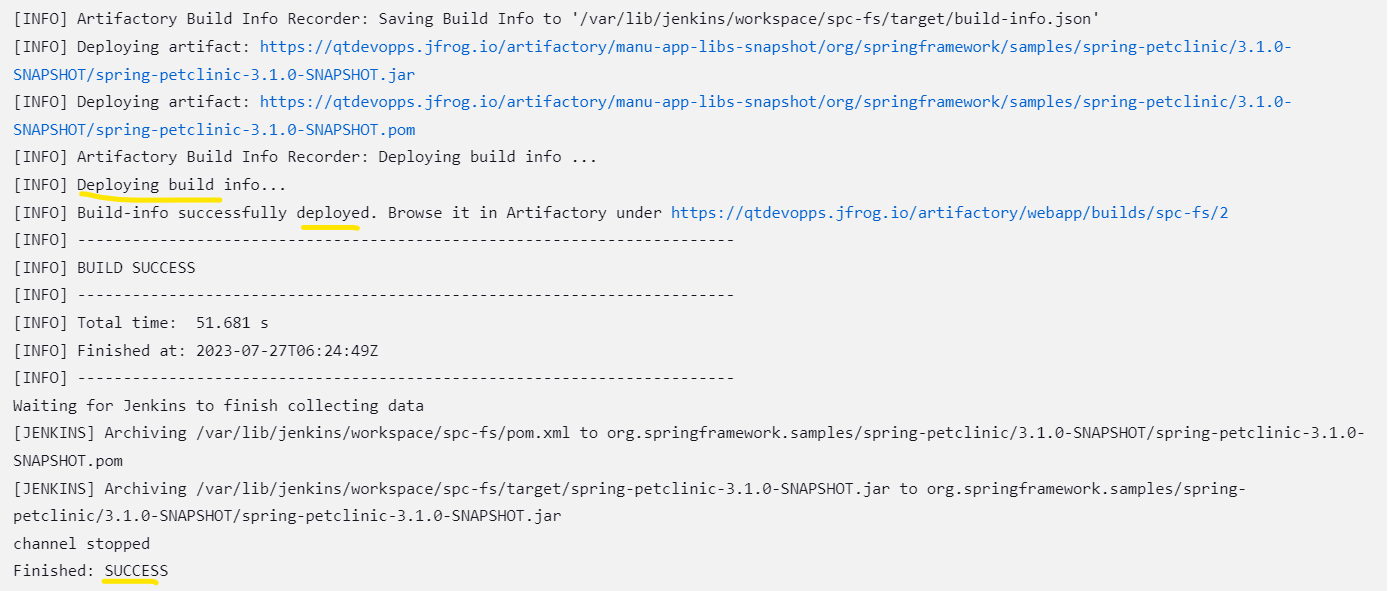 [INFO] Artifactory Build Info Recorder: Saving Build Info to '/var/lib/jenkins/workspace/spc-fs/target/build-info.json'
[INFO] Deploying artifact: https://qtdevopps.jfrog.io/artifactory/manu-app-libs-snapshot/org/springframework/samples/spring-petclinic/3.1.0-
SNAPSHOT/spring-petclinic-3.1.0-SNAPSHOT.jar
[INFO] Deploying artifact: https://qtdevopps.jfrog.io/artifactory/manu-app-libs-snapshot/org/springframework/samples/spring-petclinic/3.1.0-
SNAPSHOT/spring-petclinic-3.1.0-SNAPSHOT.pom
[INFO] Artifactory Build Info Recorder: Deploying build info ...
[INFO] Deploying build info...
[INFO] Build-info successfully deployed. Browse it in Artifactory under https://qtdevopps.jfrog.io/artifactory/webapp/builds/spc-fs/2
[INFO] ------------------------------------------------------------------------
[INFO] BUILD SUCCESS
[INFO] ------------------------------------------------------------------------
[INFO] Total time:  51.681 s
[INFO] Finished at: 2023-07-27T06:24:49Z
[INFO] ------------------------------------------------------------------------
Waiting for Jenkins to finish collecting data
[JENKINS] Archiving /var/lib/jenkins/workspace/spc-fs/pom.xml to org.springframework.samples/spring-petclinic/3.1.0-SNAPSHOT/spring-petclinic-3.1.0-
SNAPSHOT.pom
[JENKINS] Archiving /var/lib/jenkins/workspace/spc-fs/target/spring-petclinic-3.1.0-SNAPSHOT.jar to org.springframework.samples/spring-
petclinic/3.1.0-SNAPSHOT/spring-petclinic-3.1.0-SNAPSHOT.jar
channel stopped
Finished: SUCCESS